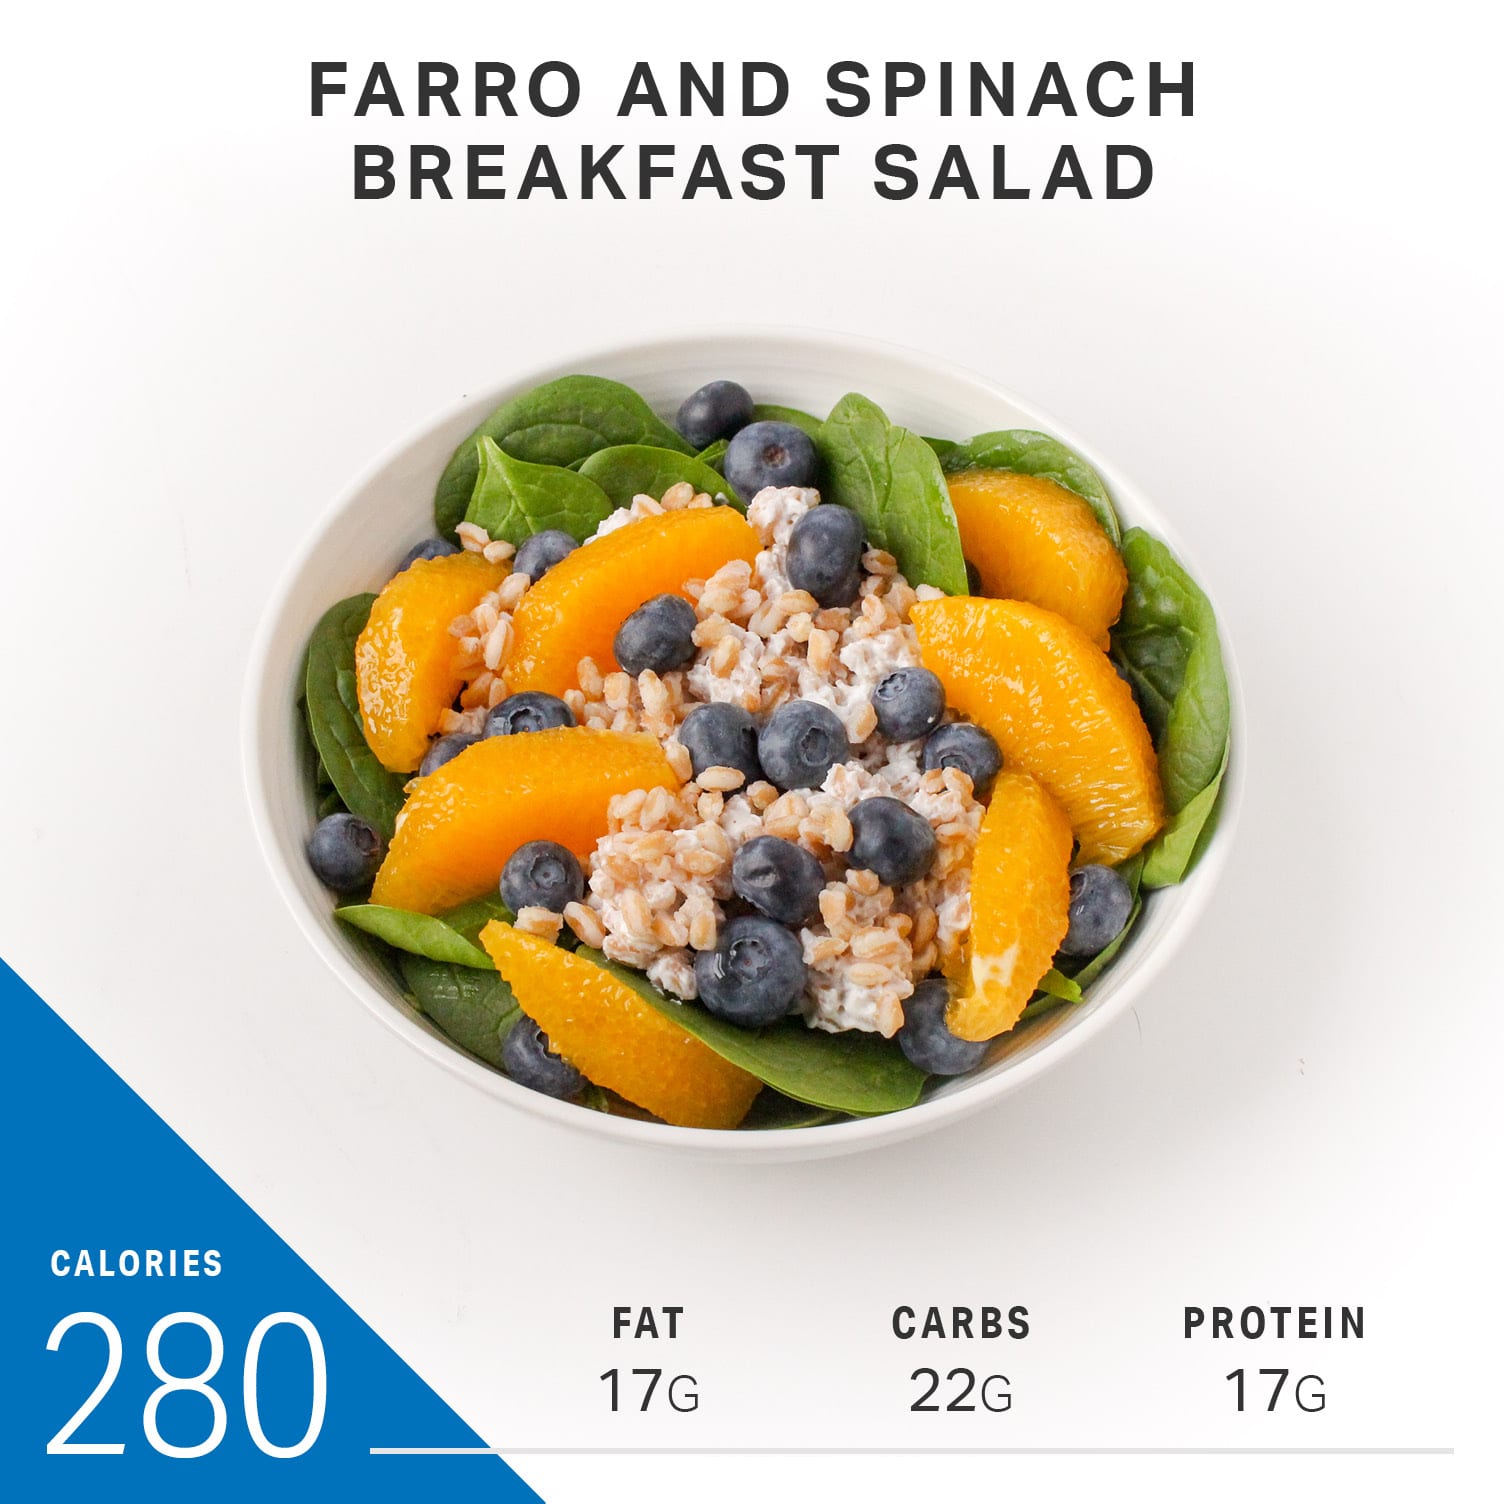 FARRO AND SPINACH
BREAKFAST SALAD
CALORIES
280
FAT
17G
CARBS
22G
PROTEIN
17G